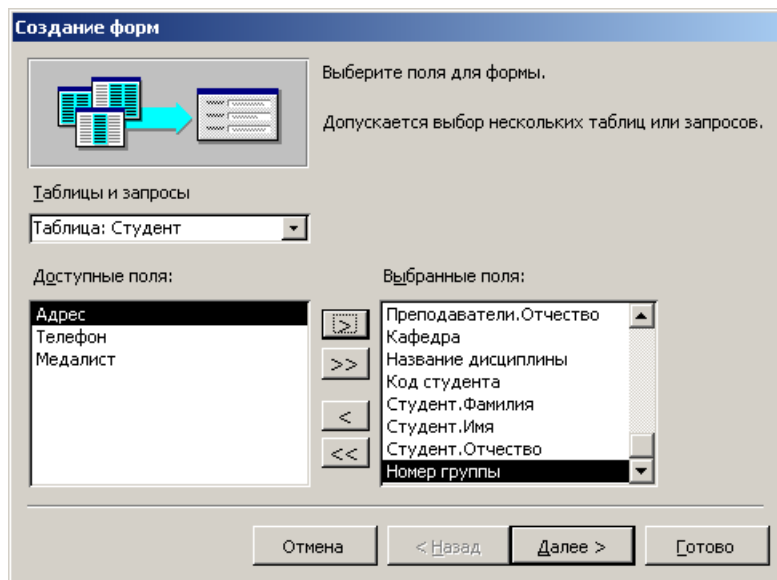 Создание форм
Выберите поля для формы.
Допускается выбор нескольких таблиц или запросов.
Таблицы и запросы
Таблица: Студент
Доступные поля:
Адрес
Телефон
Медалист
>
>>
<
<<
Выбранные поля:
Преподаватели.Отчество
Кафедра
Название дисциплины
Код студента
Студент.Фамилия
Студент.Имя
Студент.Отчество
Номер группы
Отмена
< Назад
Далее >
Готово